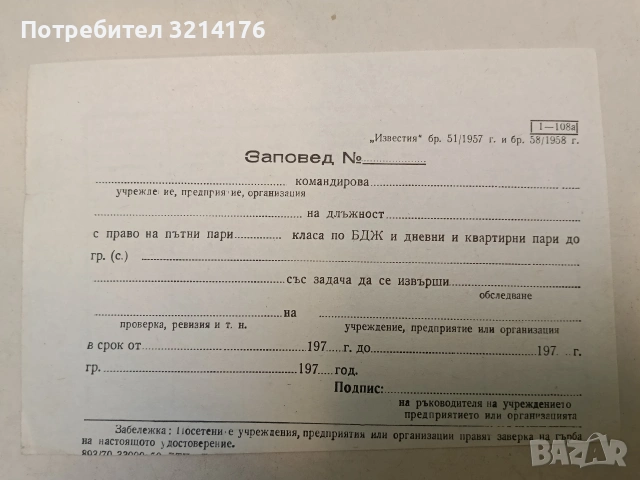 Потребител 3214176
1—108а
„Известия" бр. 51/1957 г. и бр. 58/1958 г.
Заповед №
командирова
учреждение, предприятие, организация
на длъжност
с право на пътни пари класа по БДЖ и дневни и квартирни пари до
гр. (с.)
със задача да се извърши
обследване
на
проверка, ревизия и т. н. учреждение, предприятие или организация
в срок от 197 г. до 197 г.
гр. 197 год.
Подпис:
на ръководителя на учреждението
предприятието или организацията
Забележка: Посетените учреждения, предприятия или организации правят заверка на гърба
на настоящото удостоверение.
BAZAR.bg